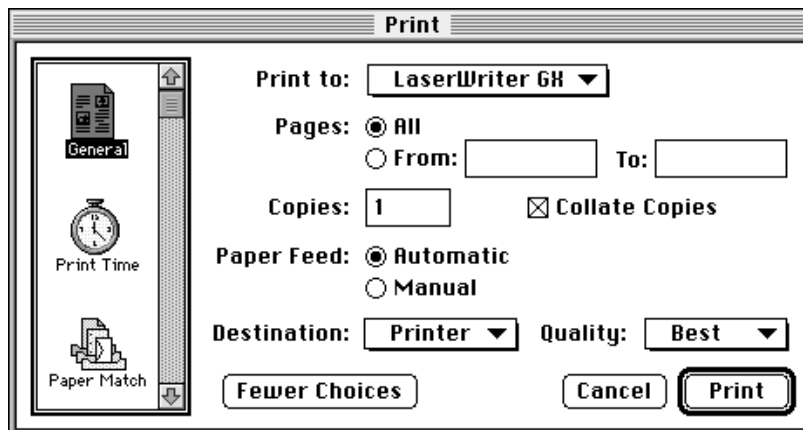 Print
General
Print Time
Paper Match
Print to: LaserWriter GX
Pages: All
From: To:
Copies: 1 Collate Copies
Paper Feed: Automatic
Manual
Destination: Printer Quality: Best
Fewer Choices Cancel Print